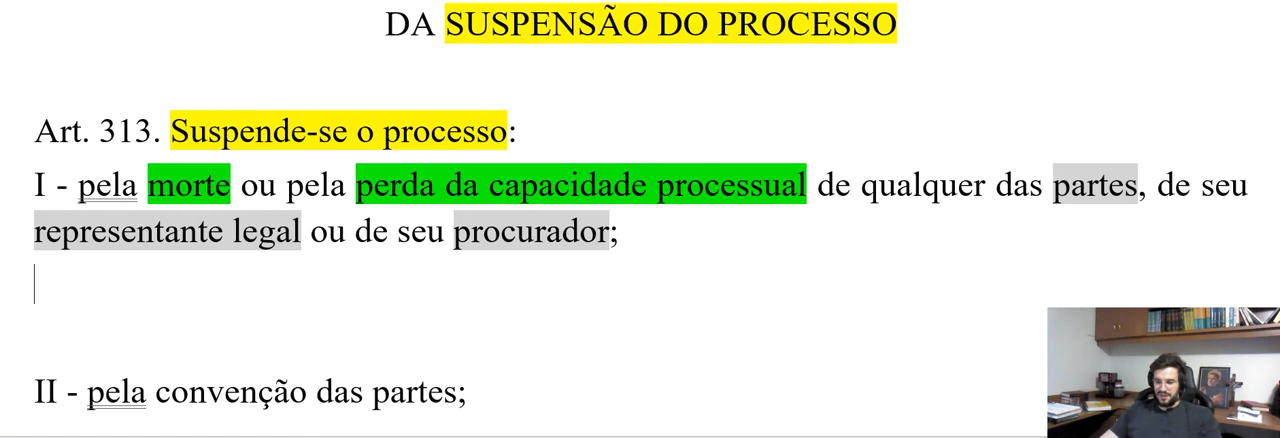 DA SUSPENSÃO DO PROCESSO
Art. 313. Suspende-se o processo:
I - pela morte ou pela perda da capacidade processual de qualquer das partes, de seu
representante legal ou de seu procurador;
II - pela convenção das partes;